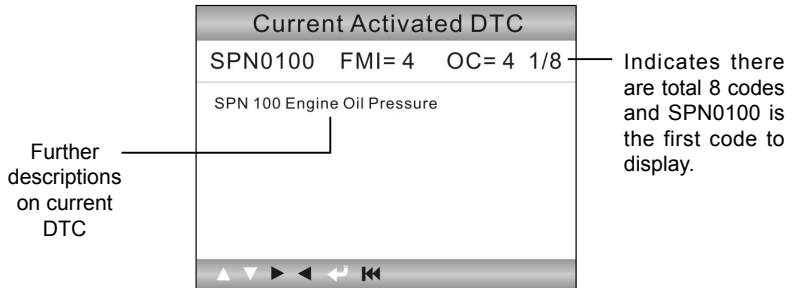 Current Activated DTC
SPN0100 FMI= 4 OC= 4 1/8
SPN 100 Engine Oil Pressure
Further
descriptions
on current
DTC
Indicates there
are total 8 codes
and SPN0100 is
the first code to
display.